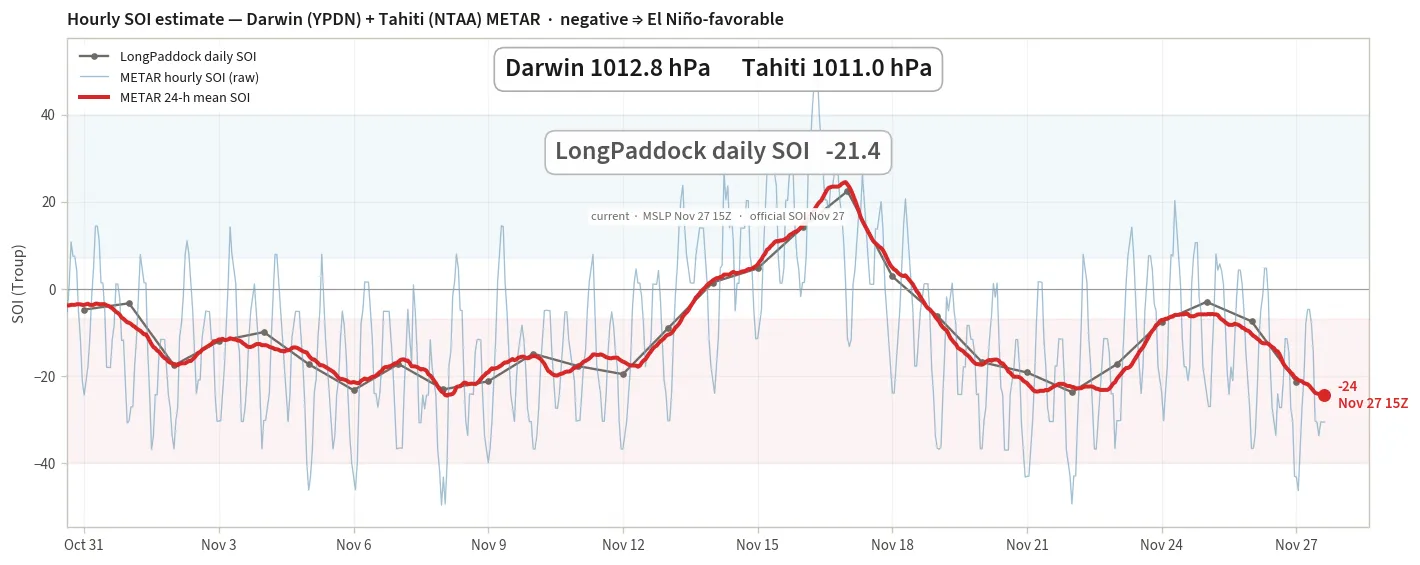 Hourly SOI estimate — Darwin (YPDN) + Tahiti (NTAA) METAR · negative ⇒ El Niño-favorable
LongPaddock daily SOI
METAR hourly SOI (raw)
METAR 24-h mean SOI
Darwin 1012.8 hPa Tahiti 1011.0 hPa
LongPaddock daily SOI -21.4
current · MSLP Nov 27 15Z · official SOI Nov 27
SOI (Troup)
40
20
0
−20
−40
-24
Nov 27 15Z
Oct 31
Nov 3
Nov 6
Nov 9
Nov 12
Nov 15
Nov 18
Nov 21
Nov 24
Nov 27